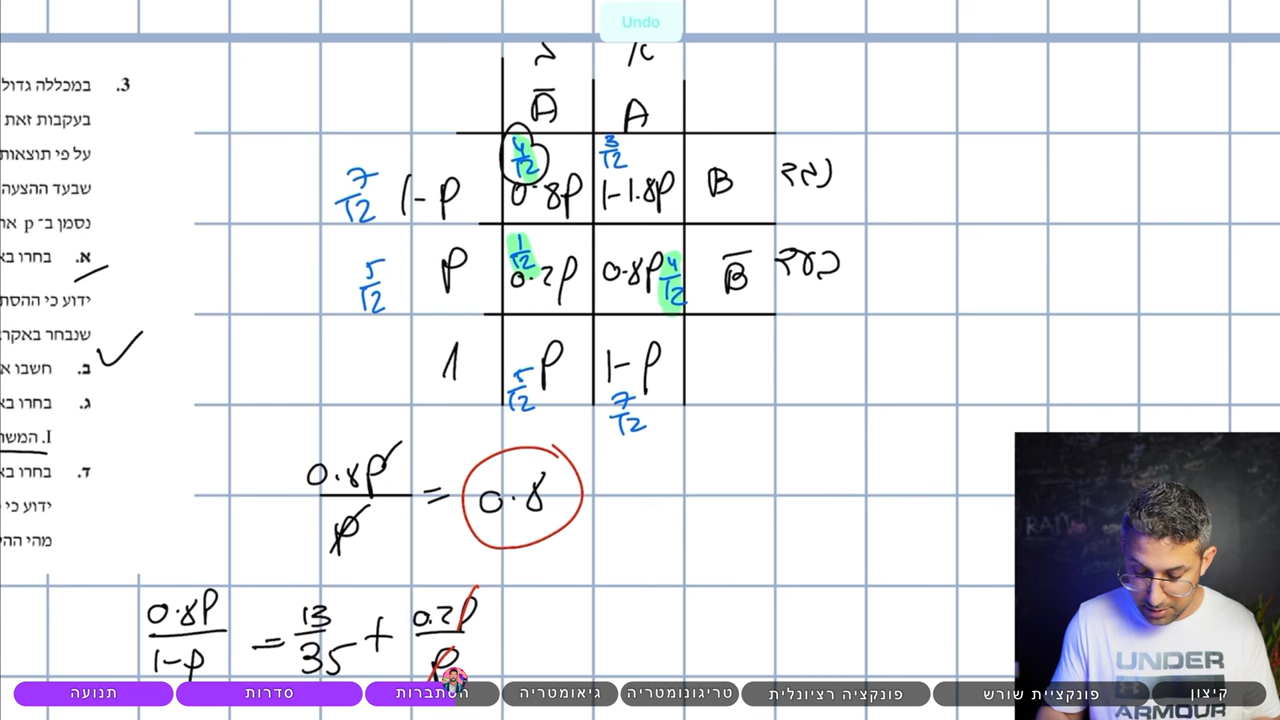 Undo
.3 במכללה גדול
בעקבות זאת
על פי תוצאות
שבעד ההצעה
נסמן ב־ p את
א. בחרו בא
ידוע כי ההסת
שנבחר באקר
ב. חשבו א
ג. בחרו בא
I. המשר
ד. בחרו בא
ידוע כי
מהי ההי
א
Ā A
4/12 3/12
7/12 1-p 0.8p 1-1.8p B נגד
1/12
5/12 p 0.2p 0.8p 4/12 B̄ בעד
1 5/12 p 1-p
7/12
0.8p/p = 0.8
0.8p/1-p = 13/35 + 0.2p/p
תנועה סדרות הסתברות גיאומטריה טריגונומטריה פונקציה רציונלית פונקציית שורש קיצון
UNDER
ARMOUR